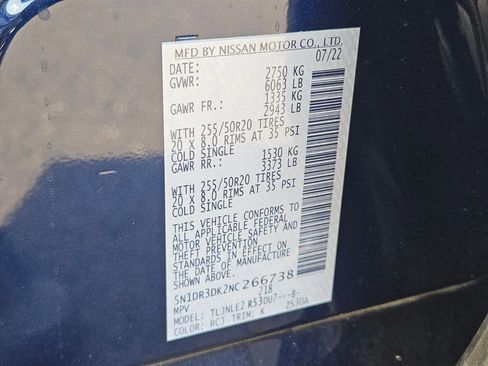 MFD BY NISSAN MOTOR CO., LTD.
DATE: 07/22
GVWR: 2750 KG
6063 LB
GAWR FR.: 1335 KG
2943 LB
WITH 255/50R20 TIRES
20 X 8.0 RIMS AT 35 PSI
COLD SINGLE
GAWR RR.: 1530 KG
3373 LB
WITH 255/50R20 TIRES
20 X 8.0 RIMS AT 35 PSI
COLD SINGLE
THIS VEHICLE CONFORMS TO
ALL APPLICABLE FEDERAL
MOTOR VEHICLE SAFETY AND
THEFT PREVENTION
STANDARDS IN EFFECT ON
THE DATE OF MANUFACTURE
SHOWN ABOVE.
5N1DR3DK2NC266738
MPV 218
MODEL: TLJNLE2 R53DU7---8-
COLOR: RCJ TRIM: K ZS30A